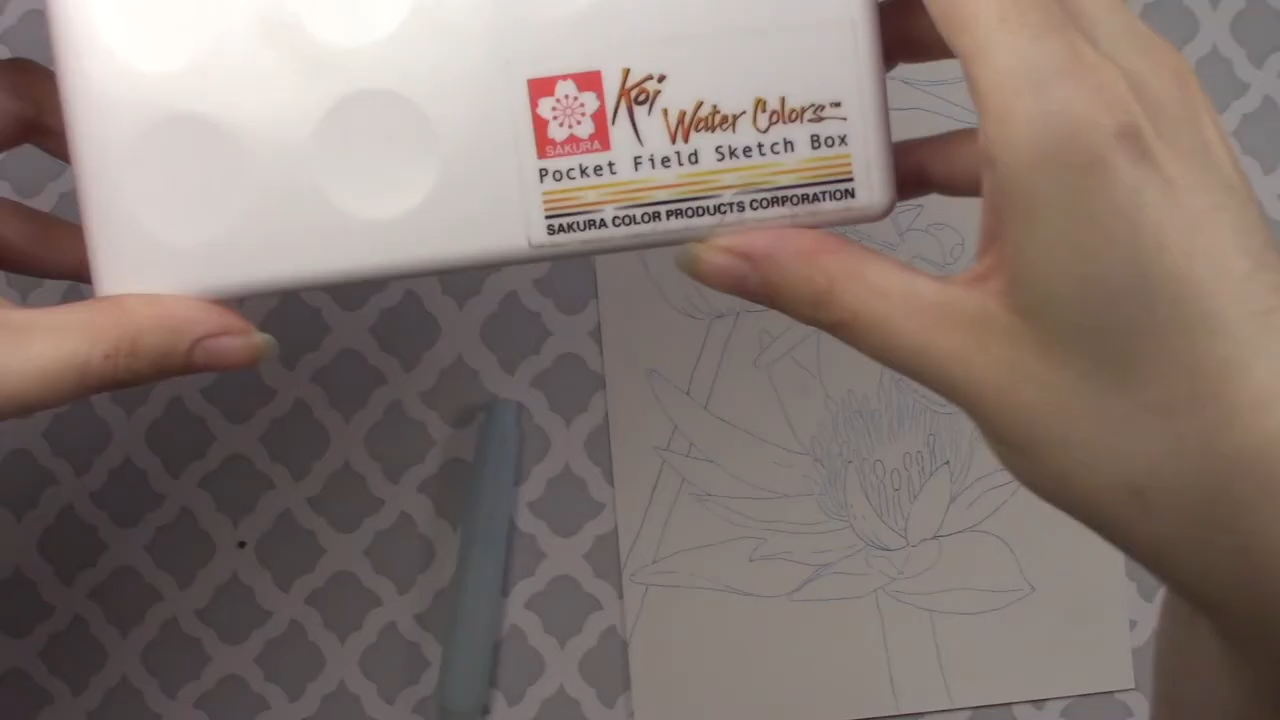 Koi
Water Colors™
SAKURA
Pocket Field Sketch Box
SAKURA COLOR PRODUCTS CORPORATION